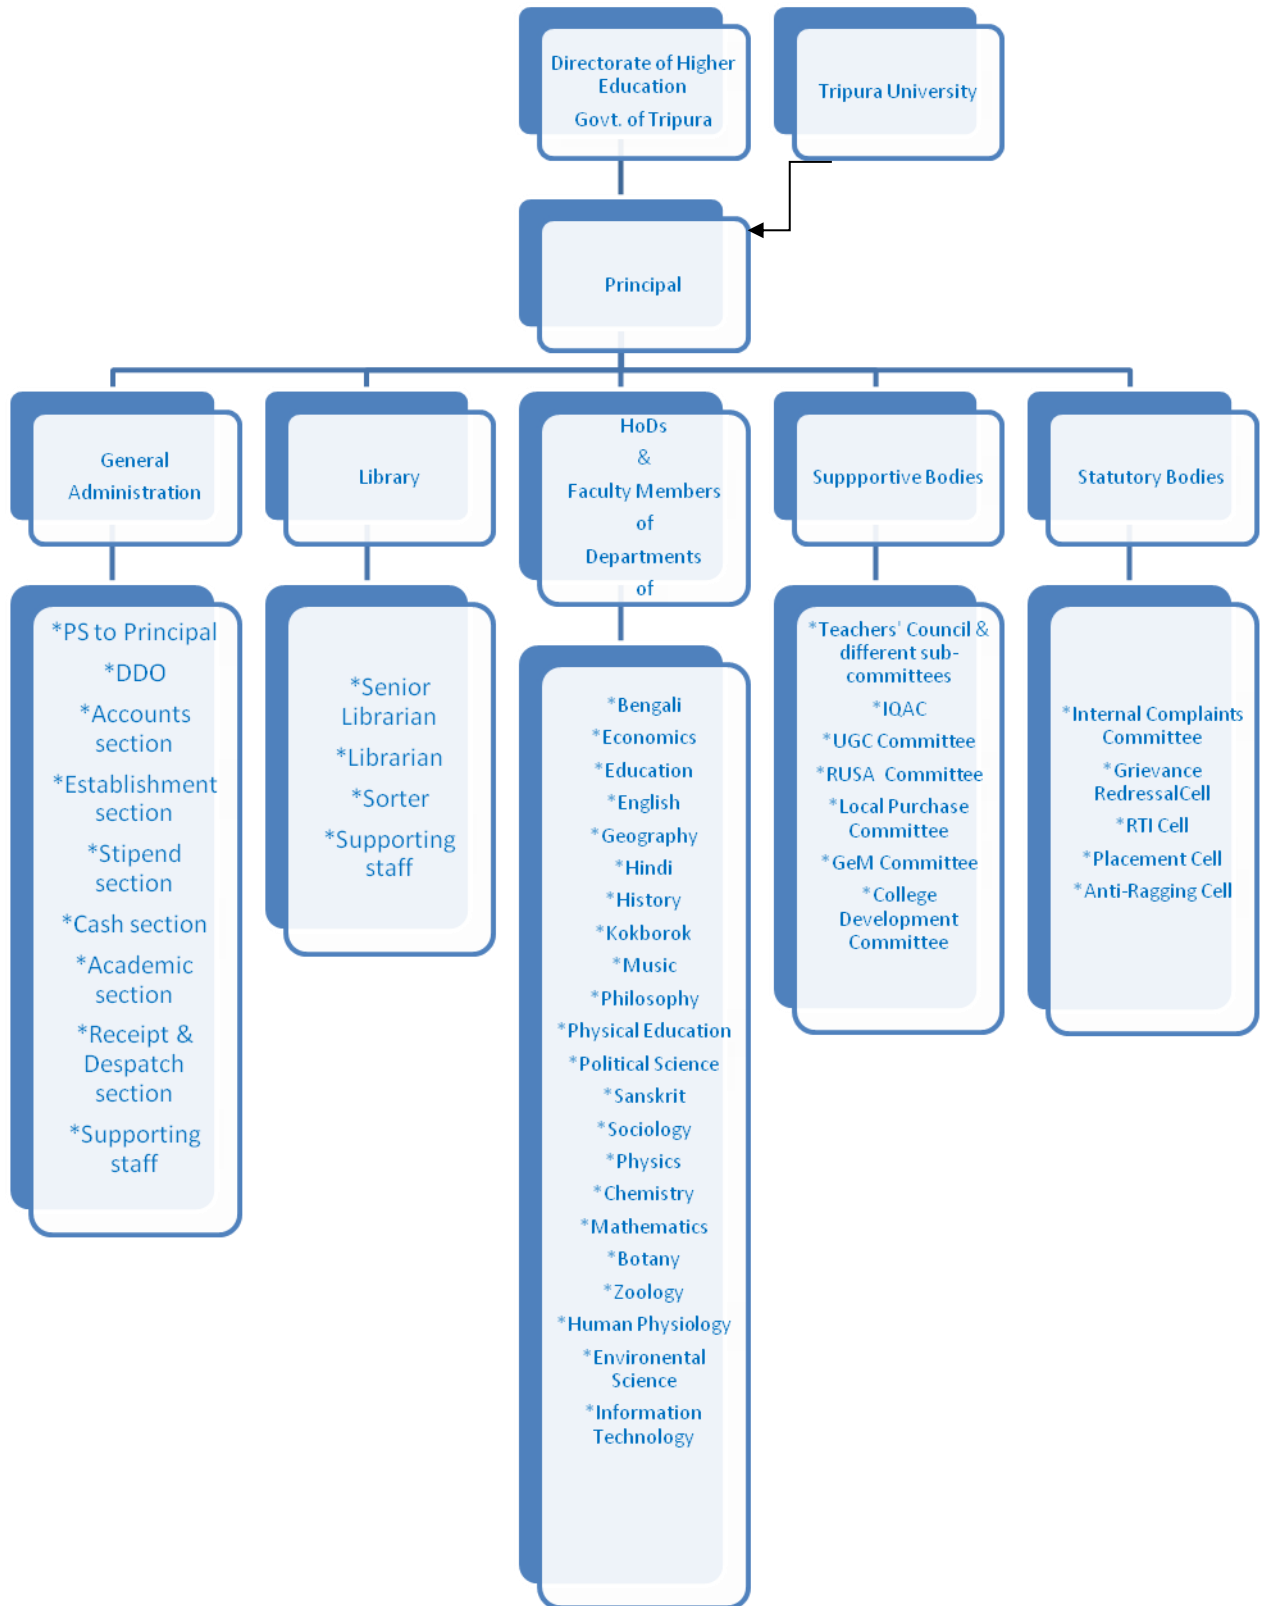 Directorate of Higher
Education
Govt. of Tripura
Tripura University
Principal
General
Administration
Library
HoDs
&
Faculty Members
of
Departments
of
Suppportive Bodies
Statutory Bodies
*PS to Principal
*DDO
*Accounts
section
*Establishment
section
*Stipend
section
*Cash section
*Academic
section
*Receipt &
Despatch
section
*Supporting
staff
*Senior
Librarian
*Librarian
*Sorter
*Supporting
staff
*Bengali
*Economics
*Education
*English
*Geography
*Hindi
*History
*Kokborok
*Music
*Philosophy
*Physical Education
*Political Science
*Sanskrit
*Sociology
*Physics
*Chemistry
*Mathematics
*Botany
*Zoology
*Human Physiology
*Environental
Science
*Information
Technology
*Teachers' Council &
different sub-
committees
*IQAC
*UGC Committee
*RUSA Committee
*Local Purchase
Committee
*GeM Committee
*College
Development
Committee
*Internal Complaints
Committee
*Grievance
RedressalCell
*RTI Cell
*Placement Cell
*Anti-Ragging Cell